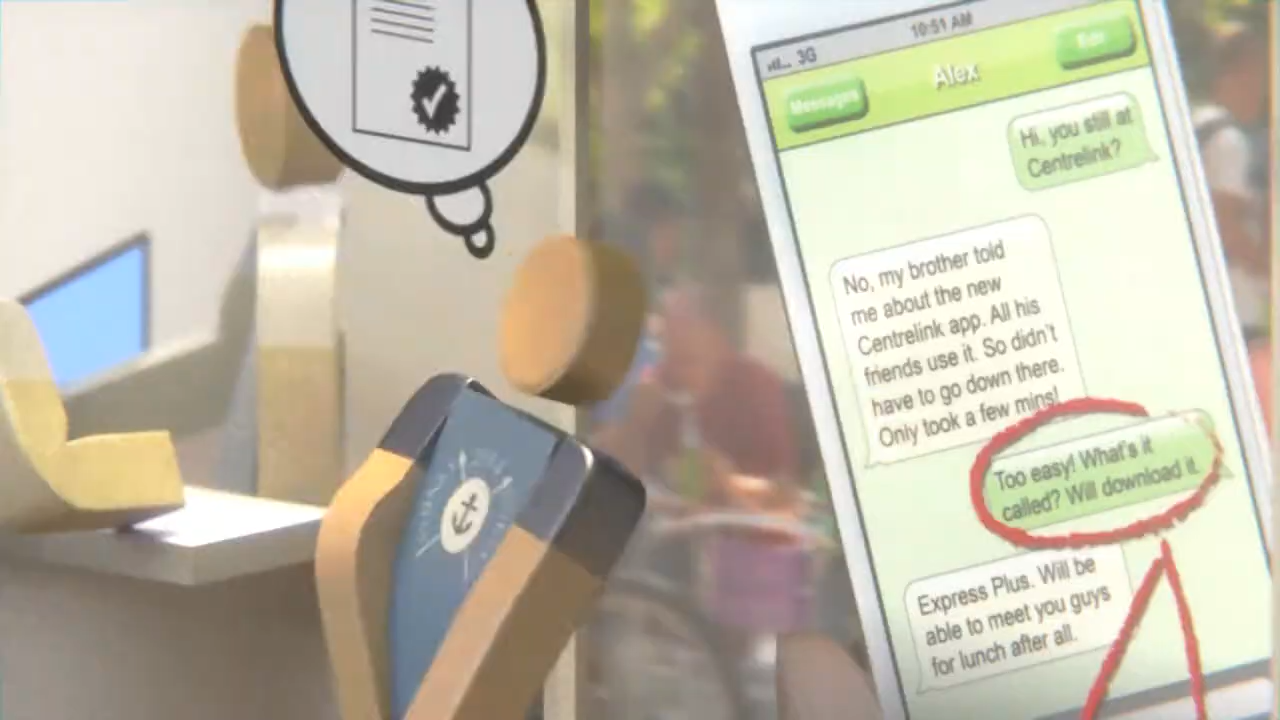 10:51 AM
3G
Messages
Alex
Edit
Hi, you still at
Centrelink?
No, my brother told
me about the new
Centrelink app. All his
friends use it. So didn't
have to go down there.
Only took a few mins!
Too easy! What's it
called? Will download it.
Express Plus. Will be
able to meet you guys
for lunch after all.